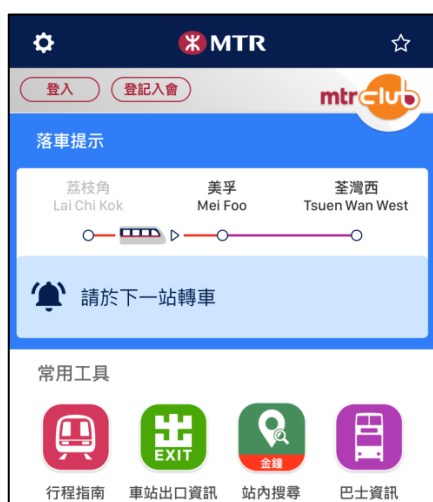 MTR
登入
登記入會
mtr club
落車提示
荔枝角
美孚
荃灣西
Lai Chi Kok
Mei Foo
Tsuen Wan West
請於下一站轉車
常用工具
EXIT
金鐘
行程指南
車站出口資訊
站內搜尋
巴士資訊